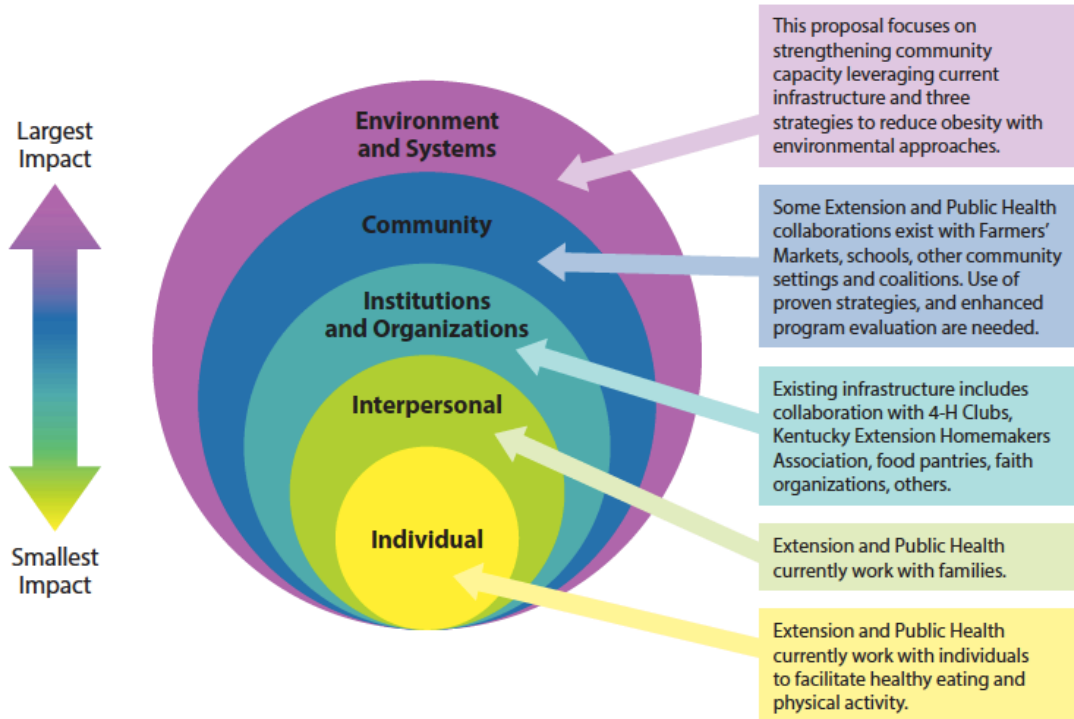 Largest
Impact
Smallest
Impact
Environment
and Systems
Community
Institutions
and Organizations
Interpersonal
Individual
This proposal focuses on
strengthening community
capacity leveraging current
infrastructure and three
strategies to reduce obesity with
environmental approaches.
Some Extension and Public Health
collaborations exist with Farmers’
Markets, schools, other community
settings and coalitions. Use of
proven strategies, and enhanced
program evaluation are needed.
Existing infrastructure includes
collaboration with 4-H Clubs,
Kentucky Extension Homemakers
Association, food pantries, faith
organizations, others.
Extension and Public Health
currently work with families.
Extension and Public Health
currently work with individuals
to facilitate healthy eating and
physical activity.